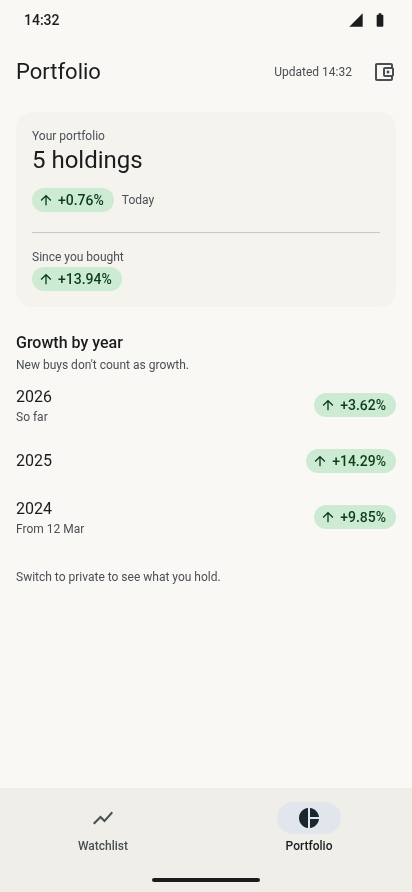 14:32
Portfolio
Updated 14:32
Your portfolio
5 holdings
+0.76% Today
Since you bought
+13.94%
Growth by year
New buys don't count as growth.
2026
So far
+3.62%
2025
+14.29%
2024
From 12 Mar
+9.85%
Switch to private to see what you hold.
Watchlist
Portfolio